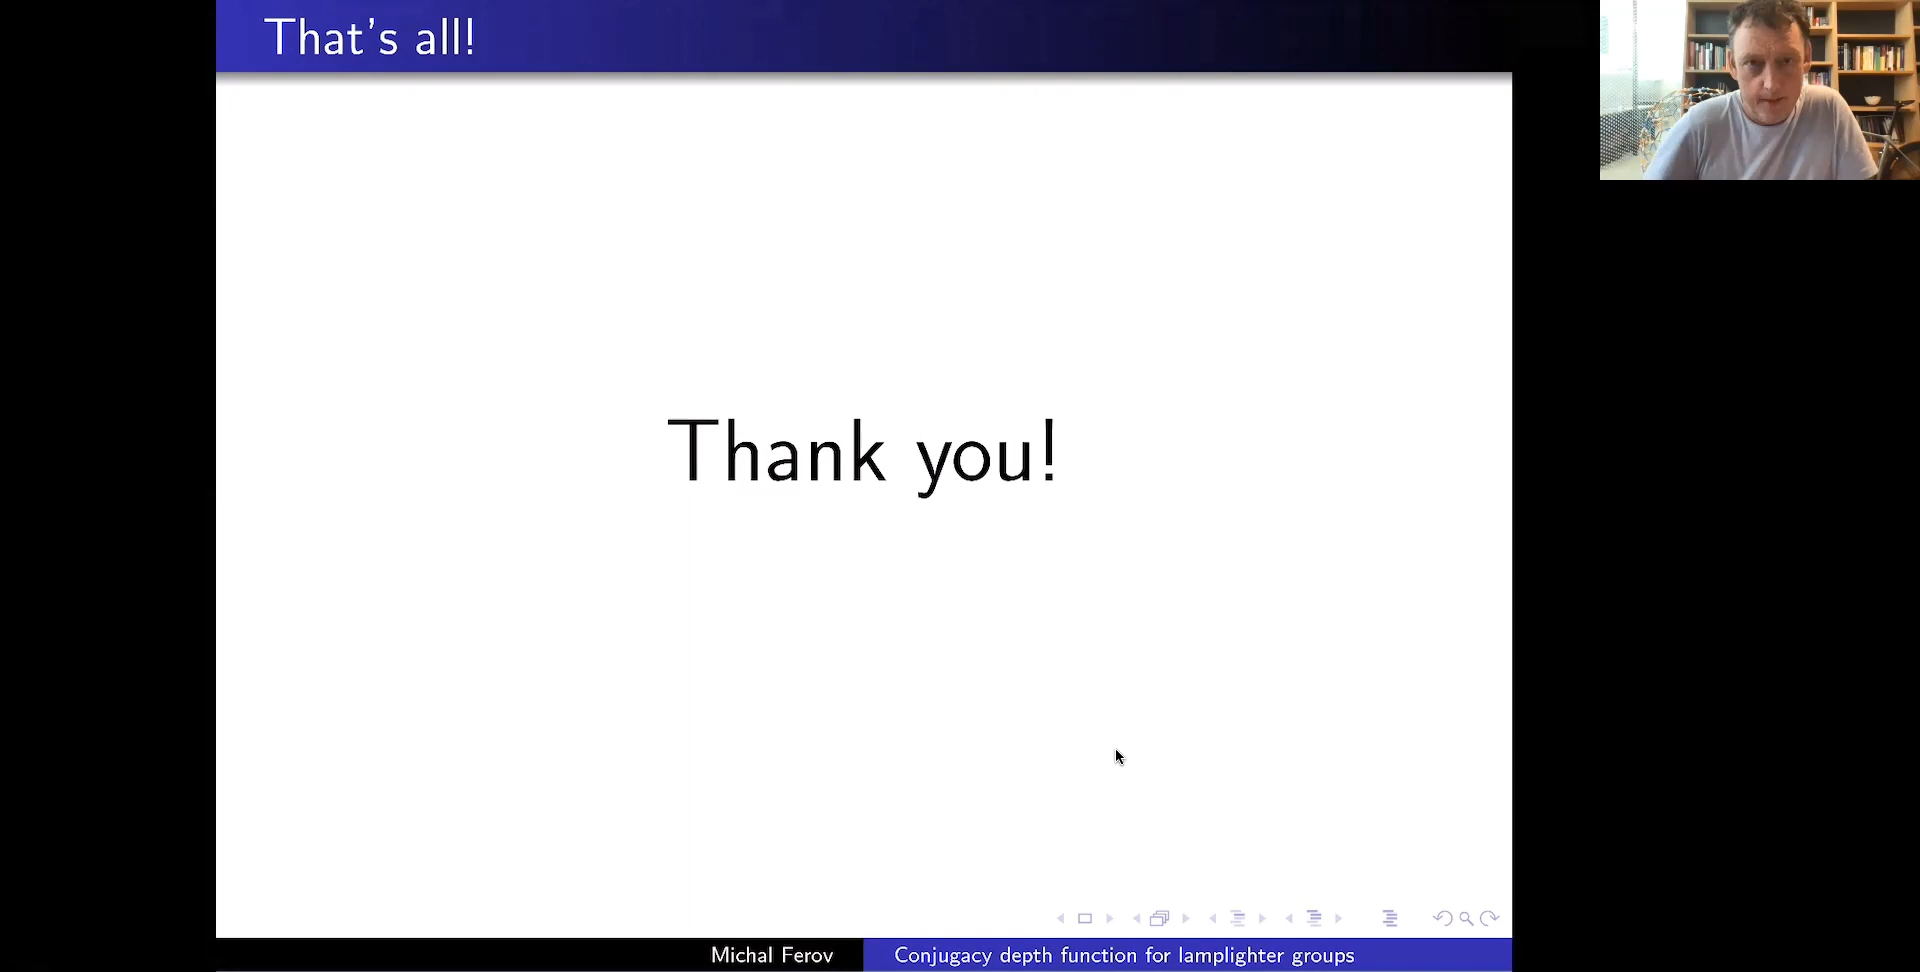 That's all!
Thank you!
Michal Ferov
Conjugacy depth function for lamplighter groups